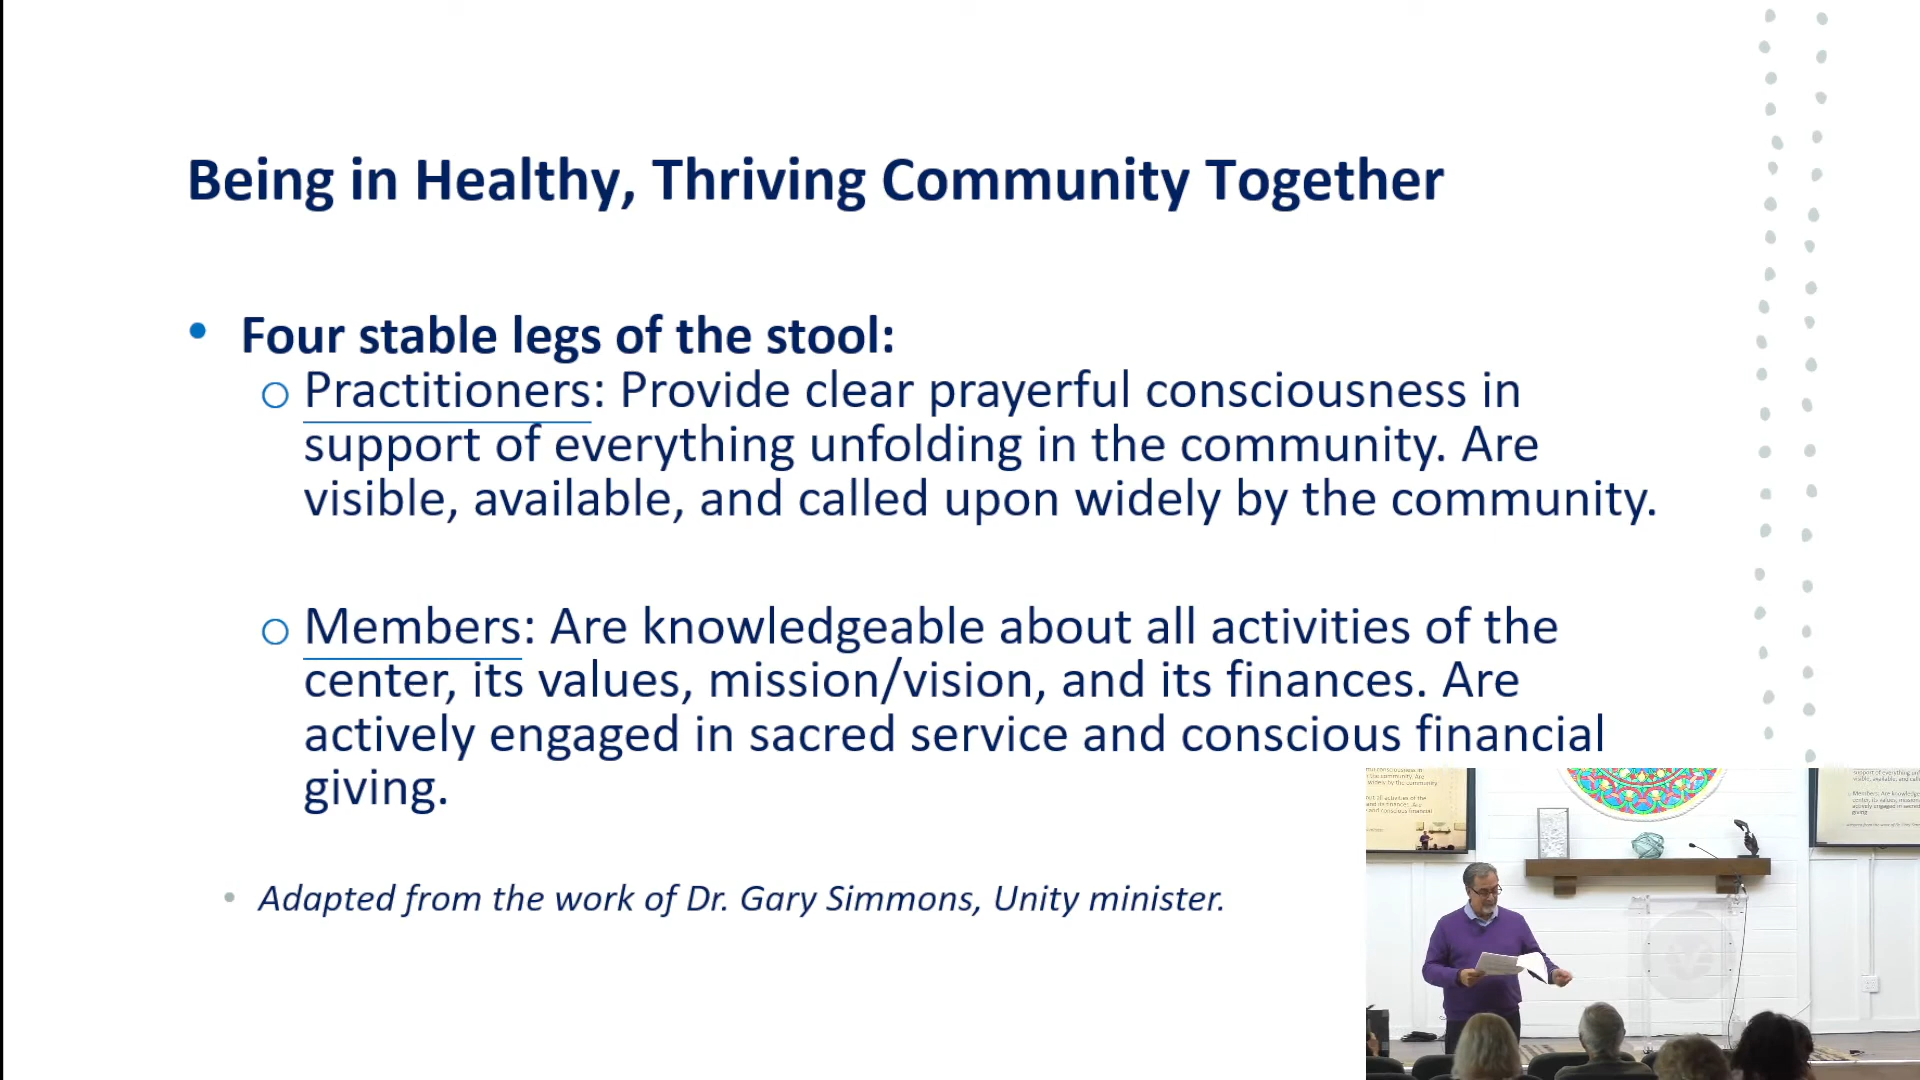 Being in Healthy, Thriving Community Together
• Four stable legs of the stool:
o Practitioners: Provide clear prayerful consciousness in
support of everything unfolding in the community. Are
visible, available, and called upon widely by the community.
o Members: Are knowledgeable about all activities of the
center, its values, mission/vision, and its finances. Are
actively engaged in sacred service and conscious financial
giving.
• Adapted from the work of Dr. Gary Simmons, Unity minister.